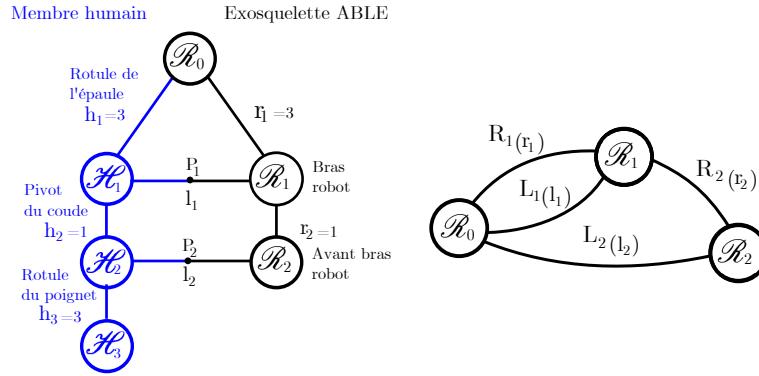 Membre humain
Exosquelette ABLE
ℛ0
Rotule de
l'épaule
h1=3
r1=3
ℋ1
P1
l1
ℛ1
Bras
robot
Pivot
du coude
h2=1
r2=1
ℋ2
P2
l2
ℛ2
Avant bras
robot
Rotule
du poignet
h3=3
ℋ3
R1(r1)
ℛ1
L1(l1)
R2(r2)
ℛ0
L2(l2)
ℛ2